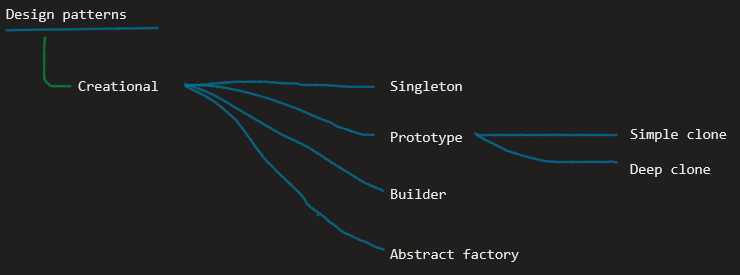 Design patterns
Creational
Singleton
Prototype
Simple clone
Deep clone
Builder
Abstract factory